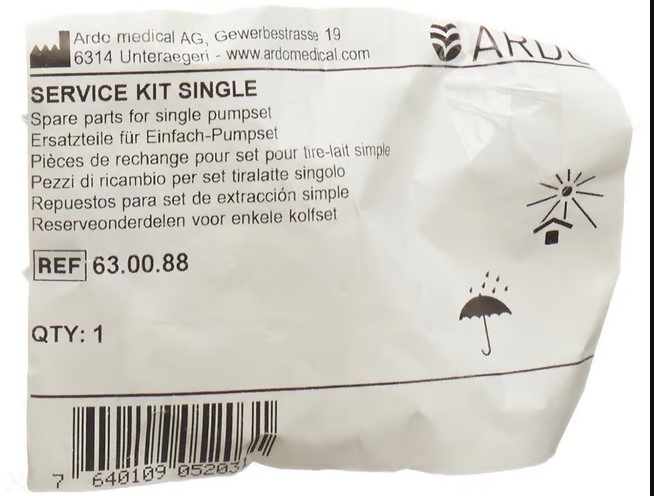 Ardo medical AG, Gewerbestrasse 19
6314 Unteraegeri - www.ardomedical.com
ARDO
SERVICE KIT SINGLE
Spare parts for single pumpset
Ersatzteile für Einfach-Pumpset
Pièces de rechange pour set pour tire-lait simple
Pezzi di ricambio per set tiralatte singolo
Repuestos para set de extracción simple
Reserveonderdelen voor enkele kolfset
REF 63.00.88
QTY: 1
7 640109 052031